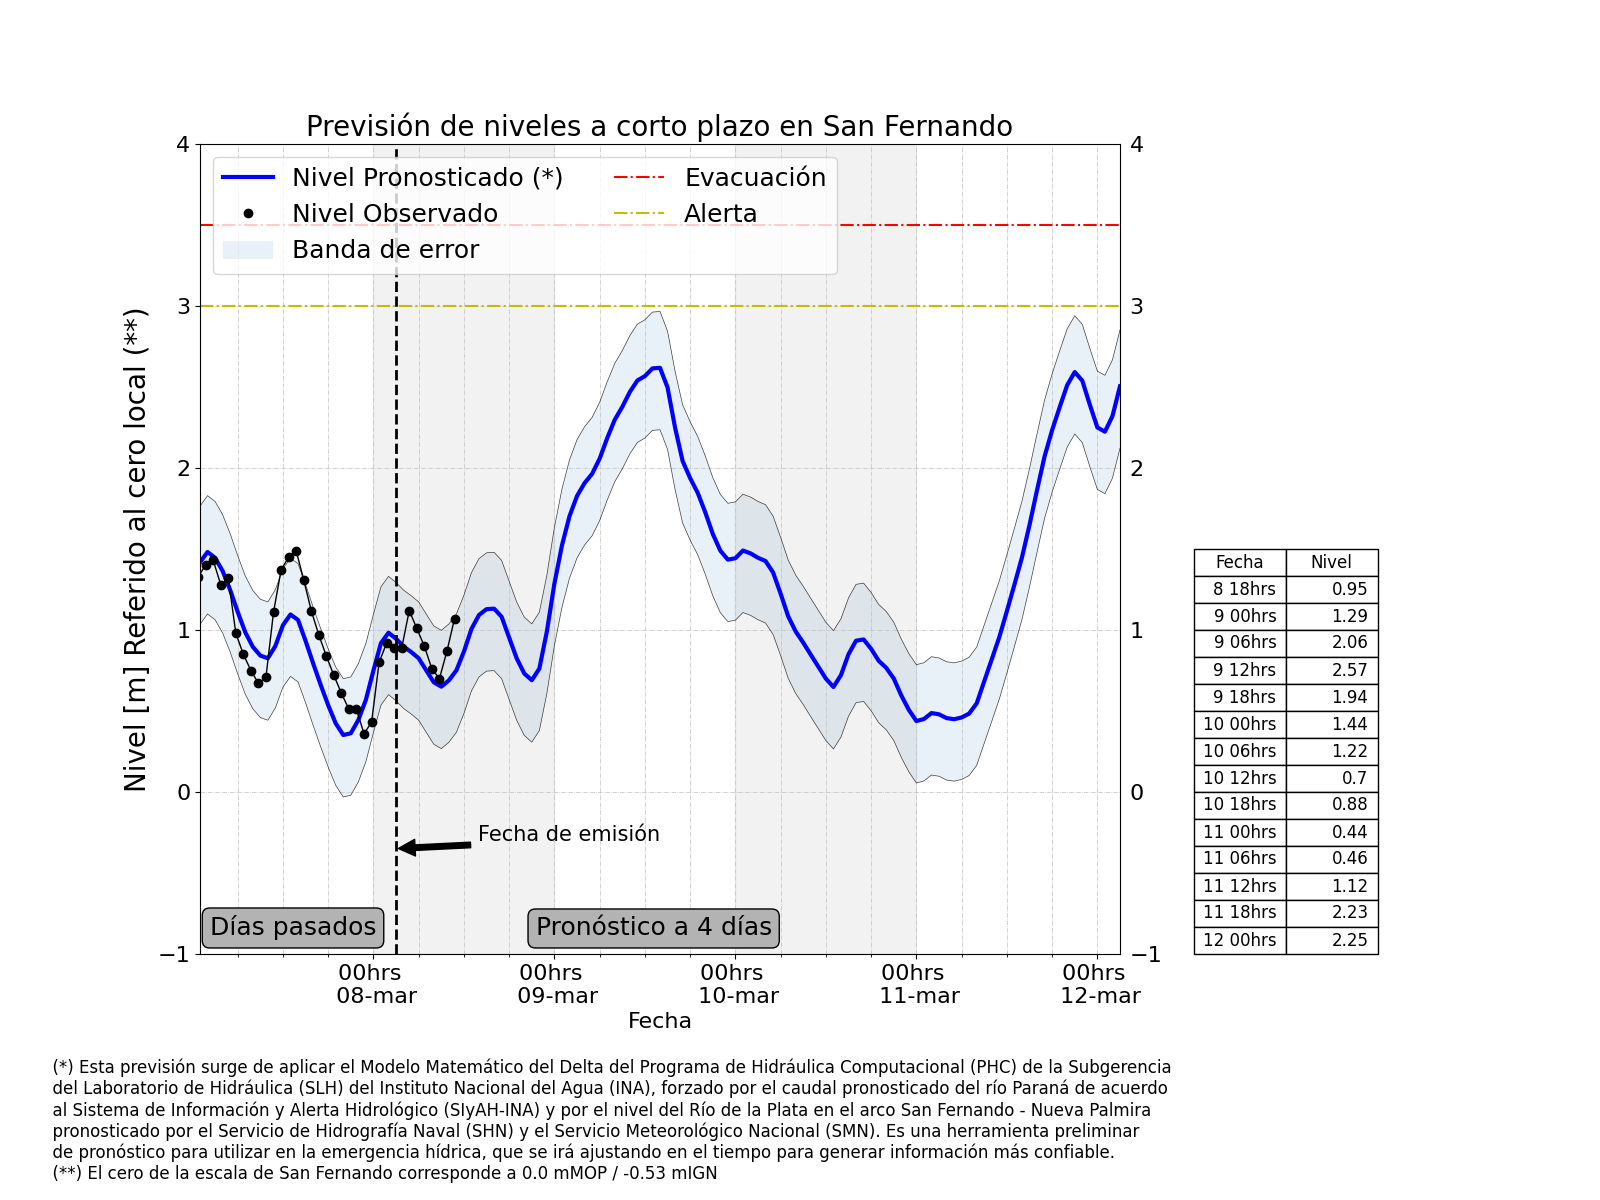 Previsión de niveles a corto plazo en San Fernando
Nivel Pronosticado (*)
Nivel Observado
Banda de error
Evacuación
Alerta
Nivel [m] Referido al cero local (**)
4
3
2
1
0
−1
4
3
2
1
0
−1
Fecha de emisión
Días pasados
Pronóstico a 4 días
00hrs
08-mar
00hrs
09-mar
00hrs
10-mar
00hrs
11-mar
00hrs
12-mar
Fecha
Fecha Nivel
8 18hrs 0.95
9 00hrs 1.29
9 06hrs 2.06
9 12hrs 2.57
9 18hrs 1.94
10 00hrs 1.44
10 06hrs 1.22
10 12hrs 0.7
10 18hrs 0.88
11 00hrs 0.44
11 06hrs 0.46
11 12hrs 1.12
11 18hrs 2.23
12 00hrs 2.25
(*) Esta previsión surge de aplicar el Modelo Matemático del Delta del Programa de Hidráulica Computacional (PHC) de la Subgerencia
del Laboratorio de Hidráulica (SLH) del Instituto Nacional del Agua (INA), forzado por el caudal pronosticado del río Paraná de acuerdo
al Sistema de Información y Alerta Hidrológico (SIyAH-INA) y por el nivel del Río de la Plata en el arco San Fernando - Nueva Palmira
pronosticado por el Servicio de Hidrografía Naval (SHN) y el Servicio Meteorológico Nacional (SMN). Es una herramienta preliminar
de pronóstico para utilizar en la emergencia hídrica, que se irá ajustando en el tiempo para generar información más confiable.
(**) El cero de la escala de San Fernando corresponde a 0.0 mMOP / -0.53 mIGN